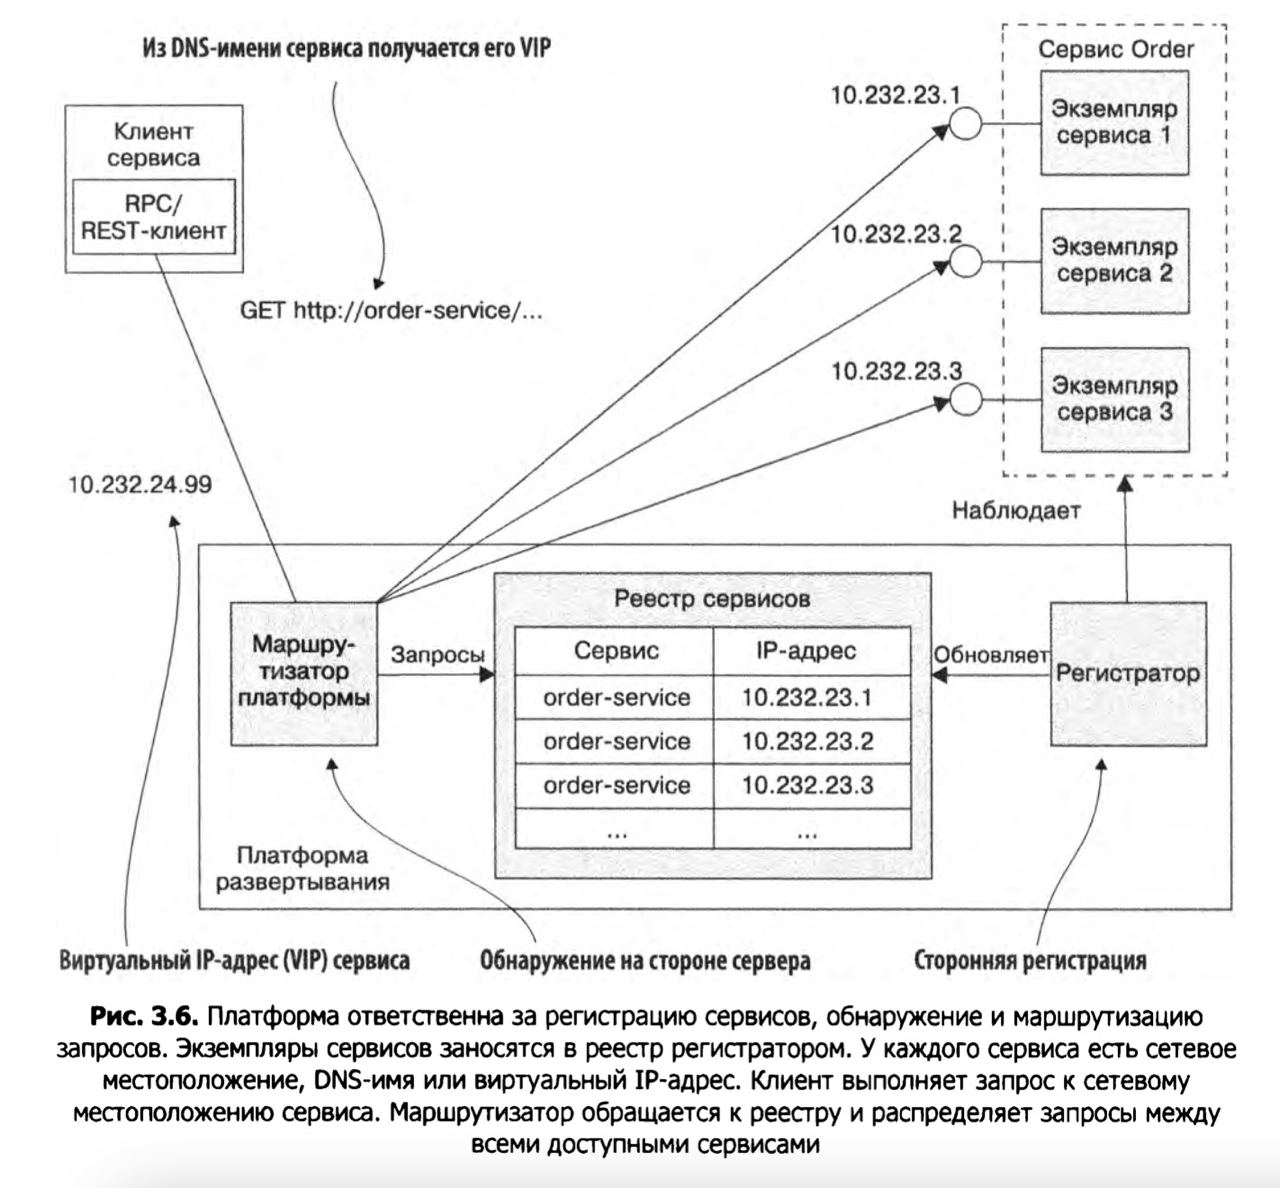 Из DNS-имени сервиса получается его VIP
Сервис Order
Клиент
сервиса
RPC/
REST-клиент
GET http://order-service/...
10.232.23.1
Экземпляр
сервиса 1
10.232.23.2
Экземпляр
сервиса 2
10.232.23.3
Экземпляр
сервиса 3
10.232.24.99
Наблюдает
Маршру-
тизатор
платформы
Запросы
Реестр сервисов
Сервис IP-адрес
order-service 10.232.23.1
order-service 10.232.23.2
order-service 10.232.23.3
... ...
Обновляет
Регистратор
Платформа
развертывания
Виртуальный IP-адрес (VIP) сервиса
Обнаружение на стороне сервера
Сторонняя регистрация
Рис. 3.6. Платформа ответственна за регистрацию сервисов, обнаружение и маршрутизацию
запросов. Экземпляры сервисов заносятся в реестр регистратором. У каждого сервиса есть сетевое
местоположение, DNS-имя или виртуальный IP-адрес. Клиент выполняет запрос к сетевому
местоположению сервиса. Маршрутизатор обращается к реестру и распределяет запросы между
всеми доступными сервисами